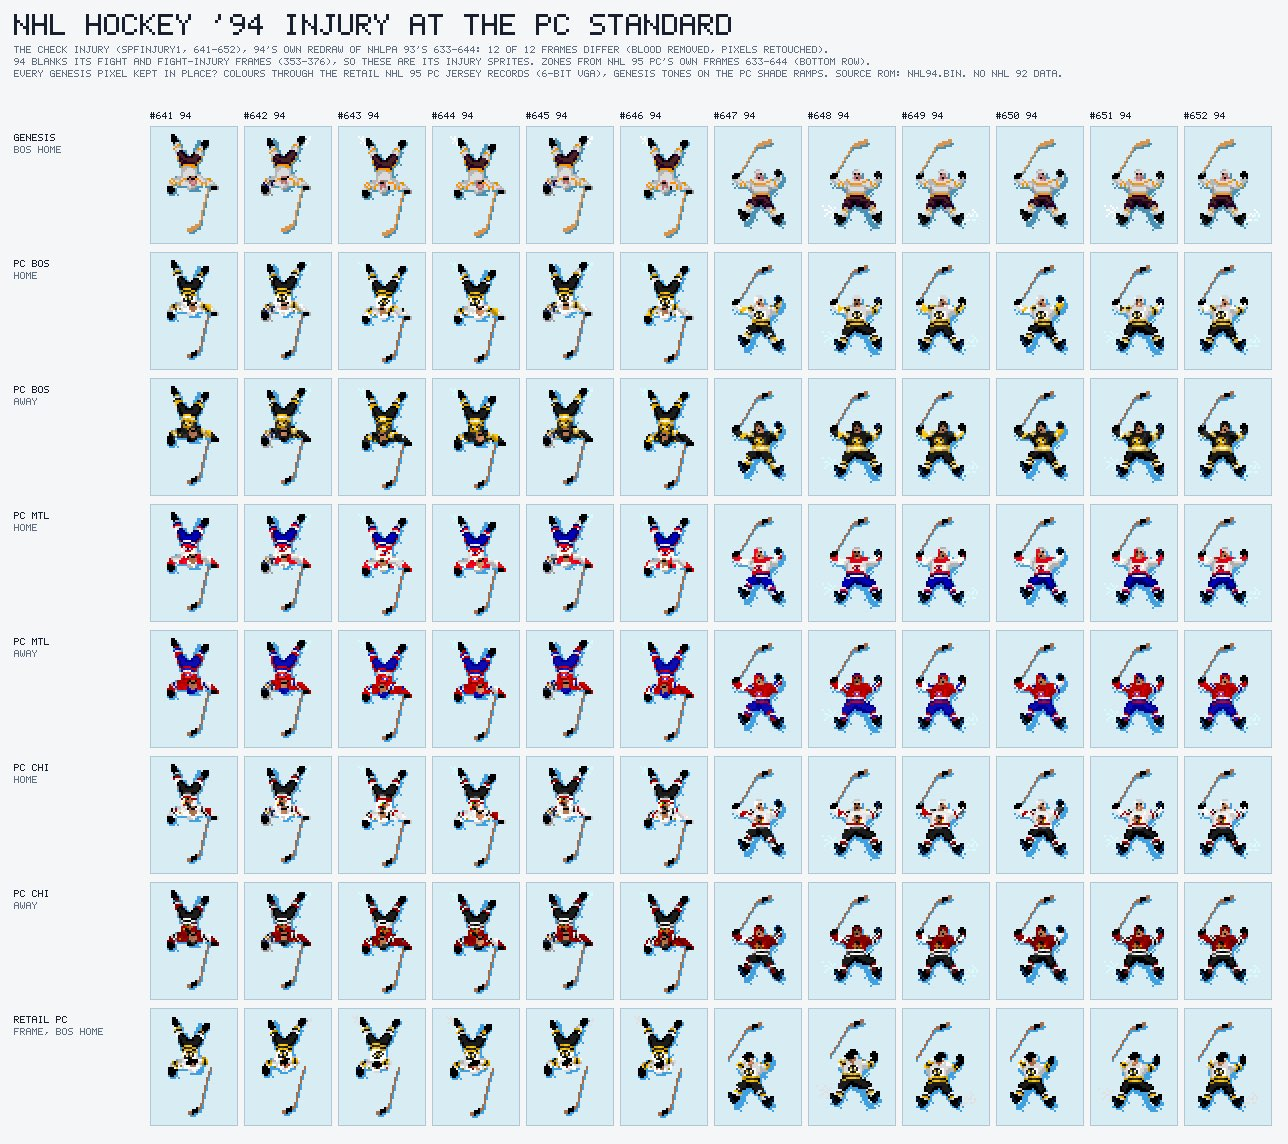 NHL HOCKEY '94 INJURY AT THE PC STANDARD
THE CHECK INJURY (SPFINJURY1, 641-652), 94'S OWN REDRAW OF NHLPA 93'S 633-644: 12 OF 12 FRAMES DIFFER (BLOOD REMOVED, PIXELS RETOUCHED).
94 BLANKS ITS FIGHT AND FIGHT-INJURY FRAMES (353-376), SO THESE ARE ITS INJURY SPRITES. ZONES FROM NHL 95 PC'S OWN FRAMES 633-644 (BOTTOM ROW).
EVERY GENESIS PIXEL KEPT IN PLACE? COLOURS THROUGH THE RETAIL NHL 95 PC JERSEY RECORDS (6-BIT VGA), GENESIS TONES ON THE PC SHADE RAMPS. SOURCE ROM: NHL94.BIN. NO NHL 92 DATA.
#641 94 #642 94 #643 94 #644 94 #645 94 #646 94 #647 94 #648 94 #649 94 #650 94 #651 94 #652 94
GENESIS
BOS HOME
PC BOS
HOME
PC BOS
AWAY
PC MTL
HOME
PC MTL
AWAY
PC CHI
HOME
PC CHI
AWAY
RETAIL PC
FRAME, BOS HOME